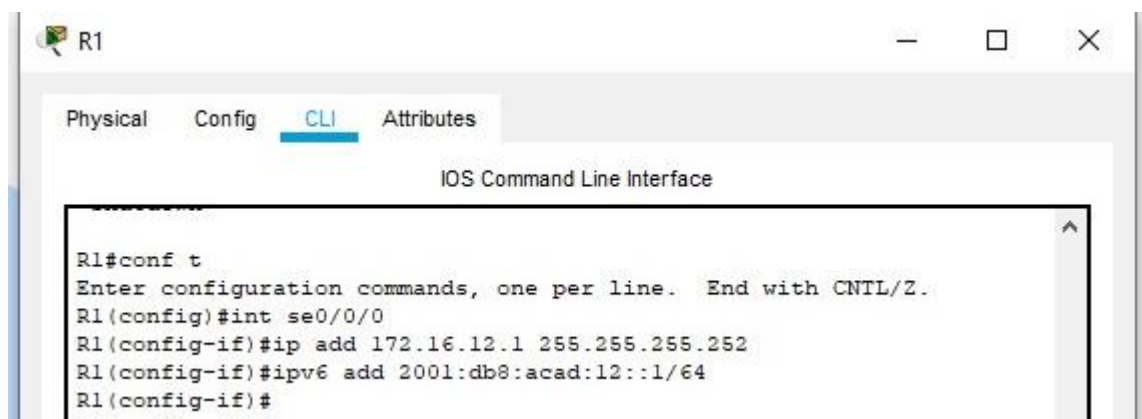 R1
Physical Config CLI Attributes
IOS Command Line Interface
R1#conf t
Enter configuration commands, one per line.  End with CNTL/Z.
R1(config)#int se0/0/0
R1(config-if)#ip add 172.16.12.1 255.255.255.252
R1(config-if)#ipv6 add 2001:db8:acad:12::1/64
R1(config-if)#